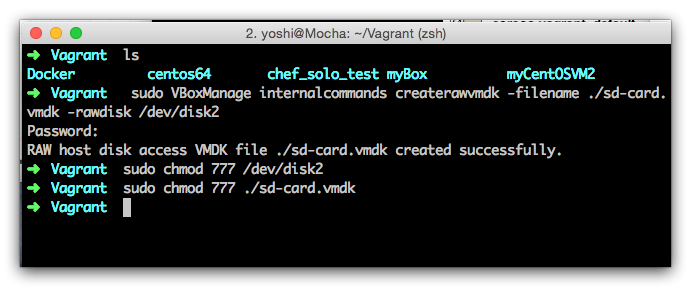 2. yoshi@Mocha: ~/Vagrant (zsh)
➜ Vagrant ls
Docker centos64 chef_solo_test myBox myCentOSVM2
➜ Vagrant sudo VBoxManage internalcommands createrawvmdk -filename ./sd-card.
vmdk -rawdisk /dev/disk2
Password:
RAW host disk access VMDK file ./sd-card.vmdk created successfully.
➜ Vagrant sudo chmod 777 /dev/disk2
➜ Vagrant sudo chmod 777 ./sd-card.vmdk
➜ Vagrant